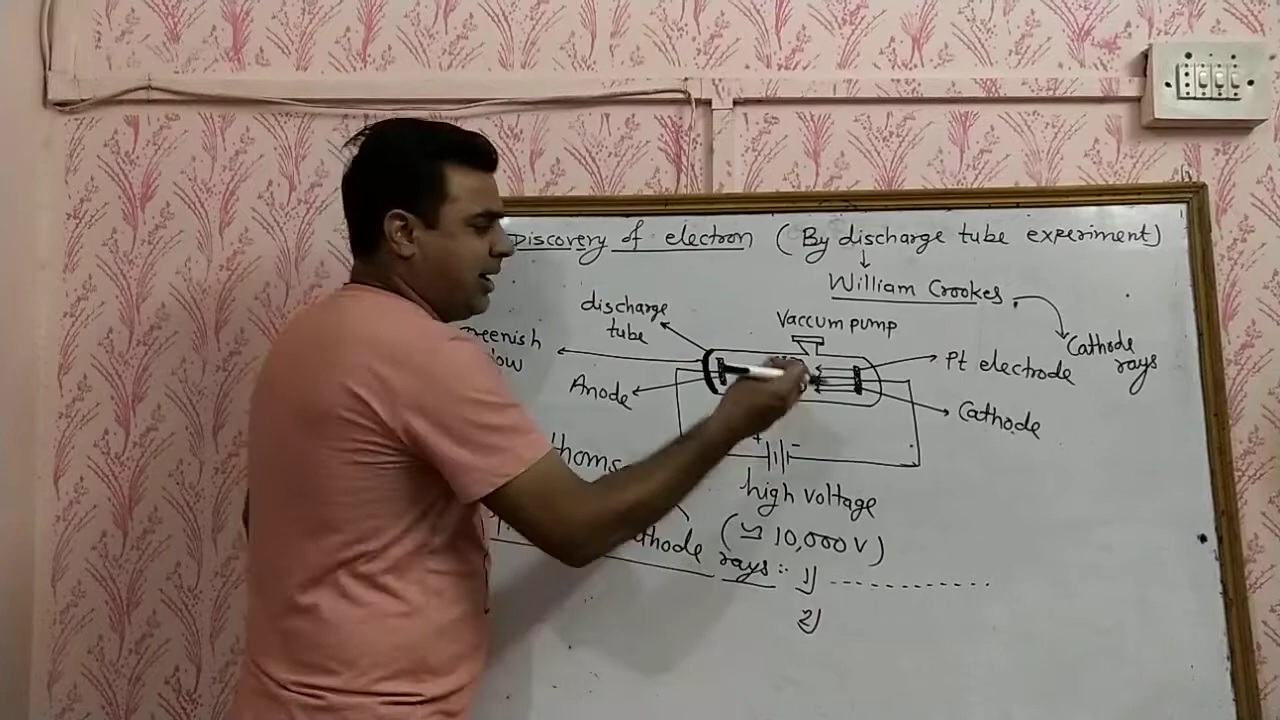 Discovery of electron ( By discharge tube experiment)
William Crookes
Cathode
rays
discharge
tube
Vaccum pump
Pt electrode
Anode
Cathode
+ -
high voltage
(≃ 10,000 V)
rays :- 1) -------------
2)